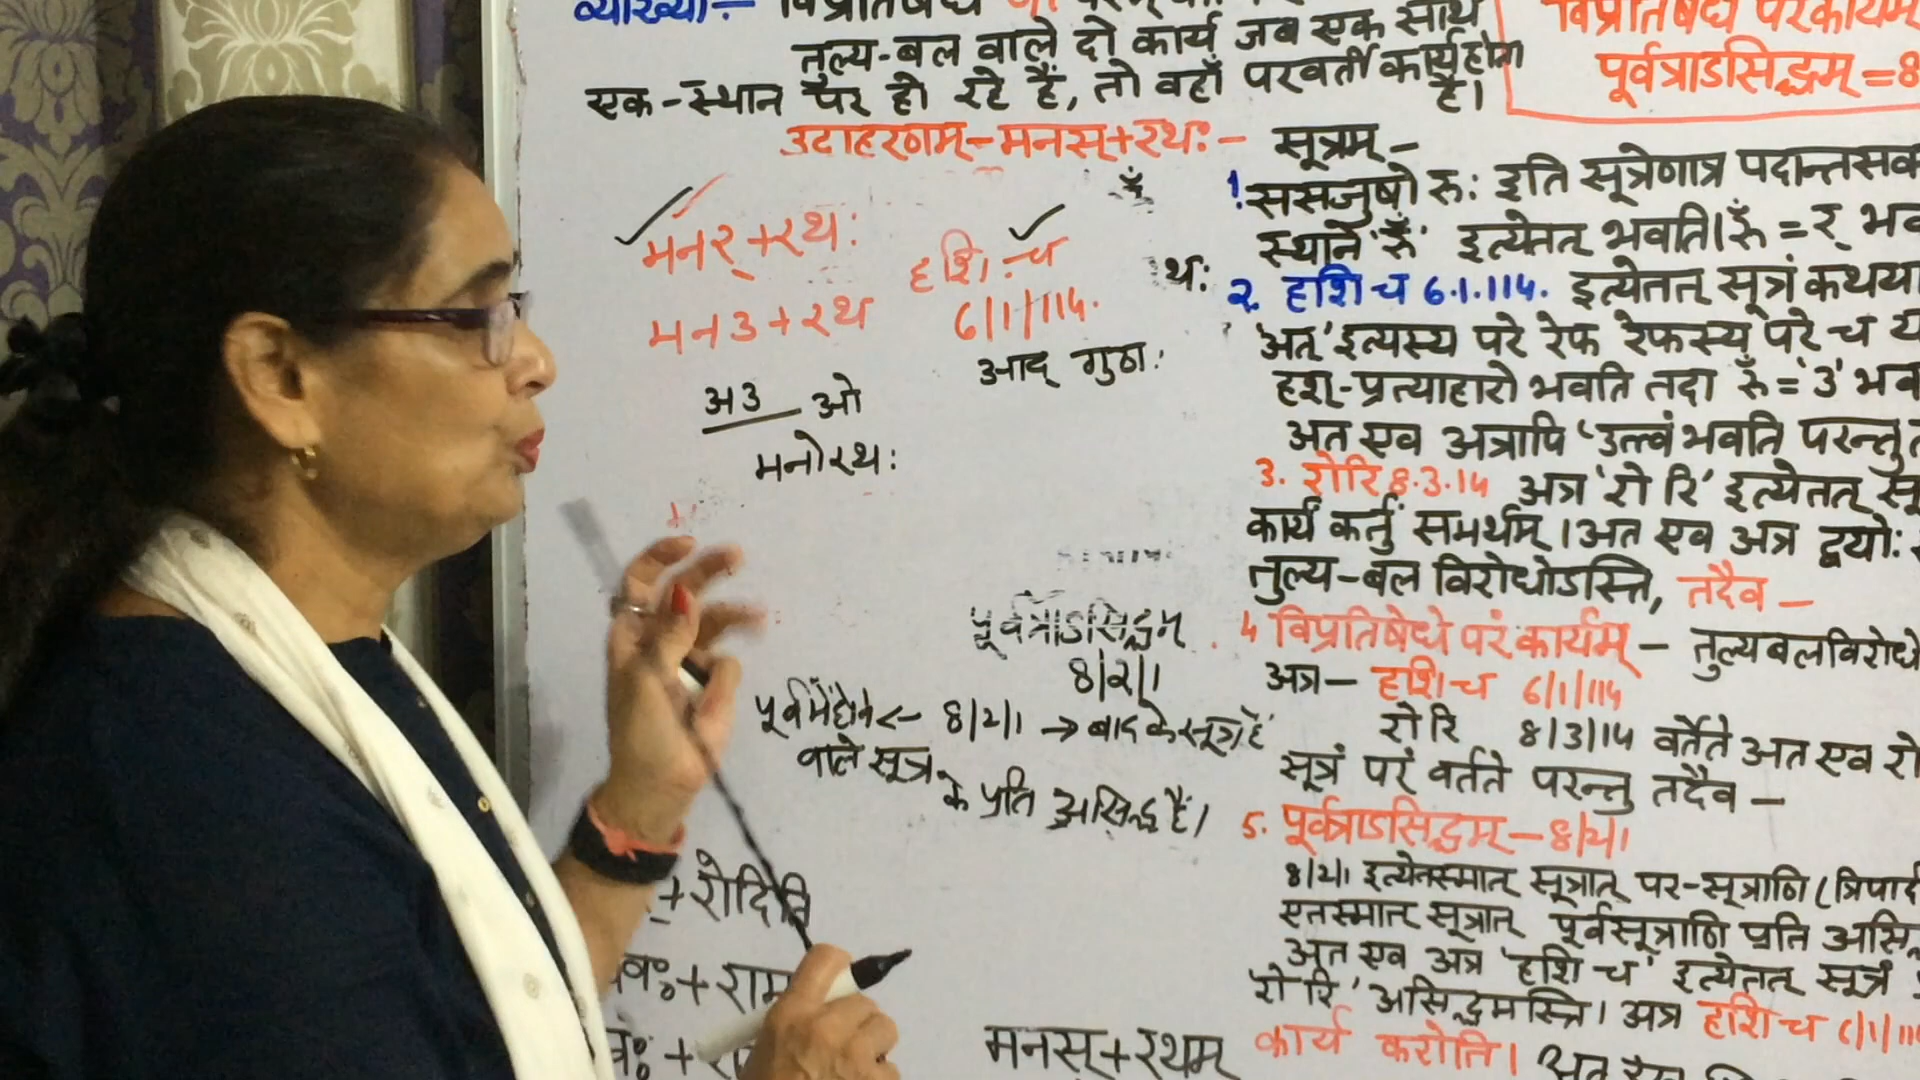 व्याख्या:-
तुल्य-बल वाले दो कार्य जब एक साथ
एक-स्थान पर हो रहे हैं, तो वहाँ परवर्ती कार्य होगा
है।
विप्रतिषेधे परंकार्यम्
पूर्वत्राऽसिद्धम्=8
उदाहरणम्-मनस्+रथः-
मनर्+रथः
हशि च
6/1/114.
मनउ+रथ
आद् गुणः
अउ ओ
मनोरथः
पूर्वत्राऽसिद्धम्
8/2/1
पूर्व में होने <- 8/2/1 -> बाद के सूत्र हैं
वाले सूत्र
के प्रति असिद्ध हैं।
+रोदिति
वः+राम
मनस्+रथम्
थः
सूत्रम् -
1. ससजुषो रुः इति सूत्रेणात्र पदान्तसक
स्थाने 'रुँ' इत्येतत् भवति। रुँ = र् भव
2. हशि च 6.1.114. इत्येतत् सूत्रं कथय
'अत्' इत्यस्य परे रेफ रेफस्य परे च य
हश्-प्रत्याहारो भवति तदा रुँ = 'उ' भव
अत एव अत्रापि 'उत्त्वं भवति परन्तु
3. रोरि 8.3.14 अत्र 'रो रि' इत्येतत् सू
कार्यं कर्तुं समर्थम्। अत एव अत्र द्वयोः
तुल्य-बल विरोधोऽस्ति, तदैव -
4 विप्रतिषेधे परं कार्यम् - तुल्यबलविरोधे
अत्र - हशि च 6/1/114
रो रि 8/3/14 वर्तेते अत एव रो
सूत्रं परं वर्तते परन्तु तदैव -
5. पूर्वत्राऽसिद्धम् - 8/2/1
8/2/1 इत्येतस्मात् सूत्रात् पर-सूत्राणि (त्रिपाद
एतस्मात् सूत्रात् पूर्वसूत्राणि प्रति असि
अत एव अत्र 'हशि च' इत्येतत् सूत्रं
'रो रि' असिद्धमस्ति। अत्र हशि च 6/1/11
कार्यं करोति।